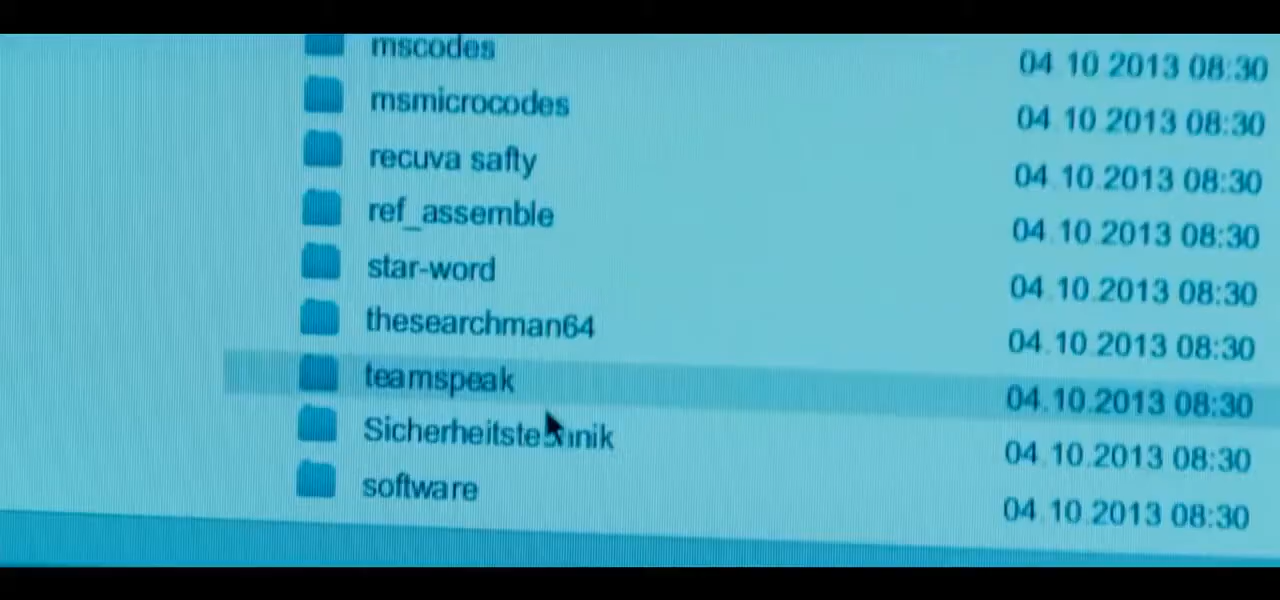 mscodes 04 10 2013 08:30
msmicrocodes 04.10.2013 08:30
recuva safty 04.10.2013 08:30
ref_assemble 04.10.2013 08:30
star-word 04.10.2013 08:30
thesearchman64 04.10.2013 08:30
teamspeak 04.10.2013 08:30
Sicherheitstechnik 04.10.2013 08:30
software 04.10.2013 08:30